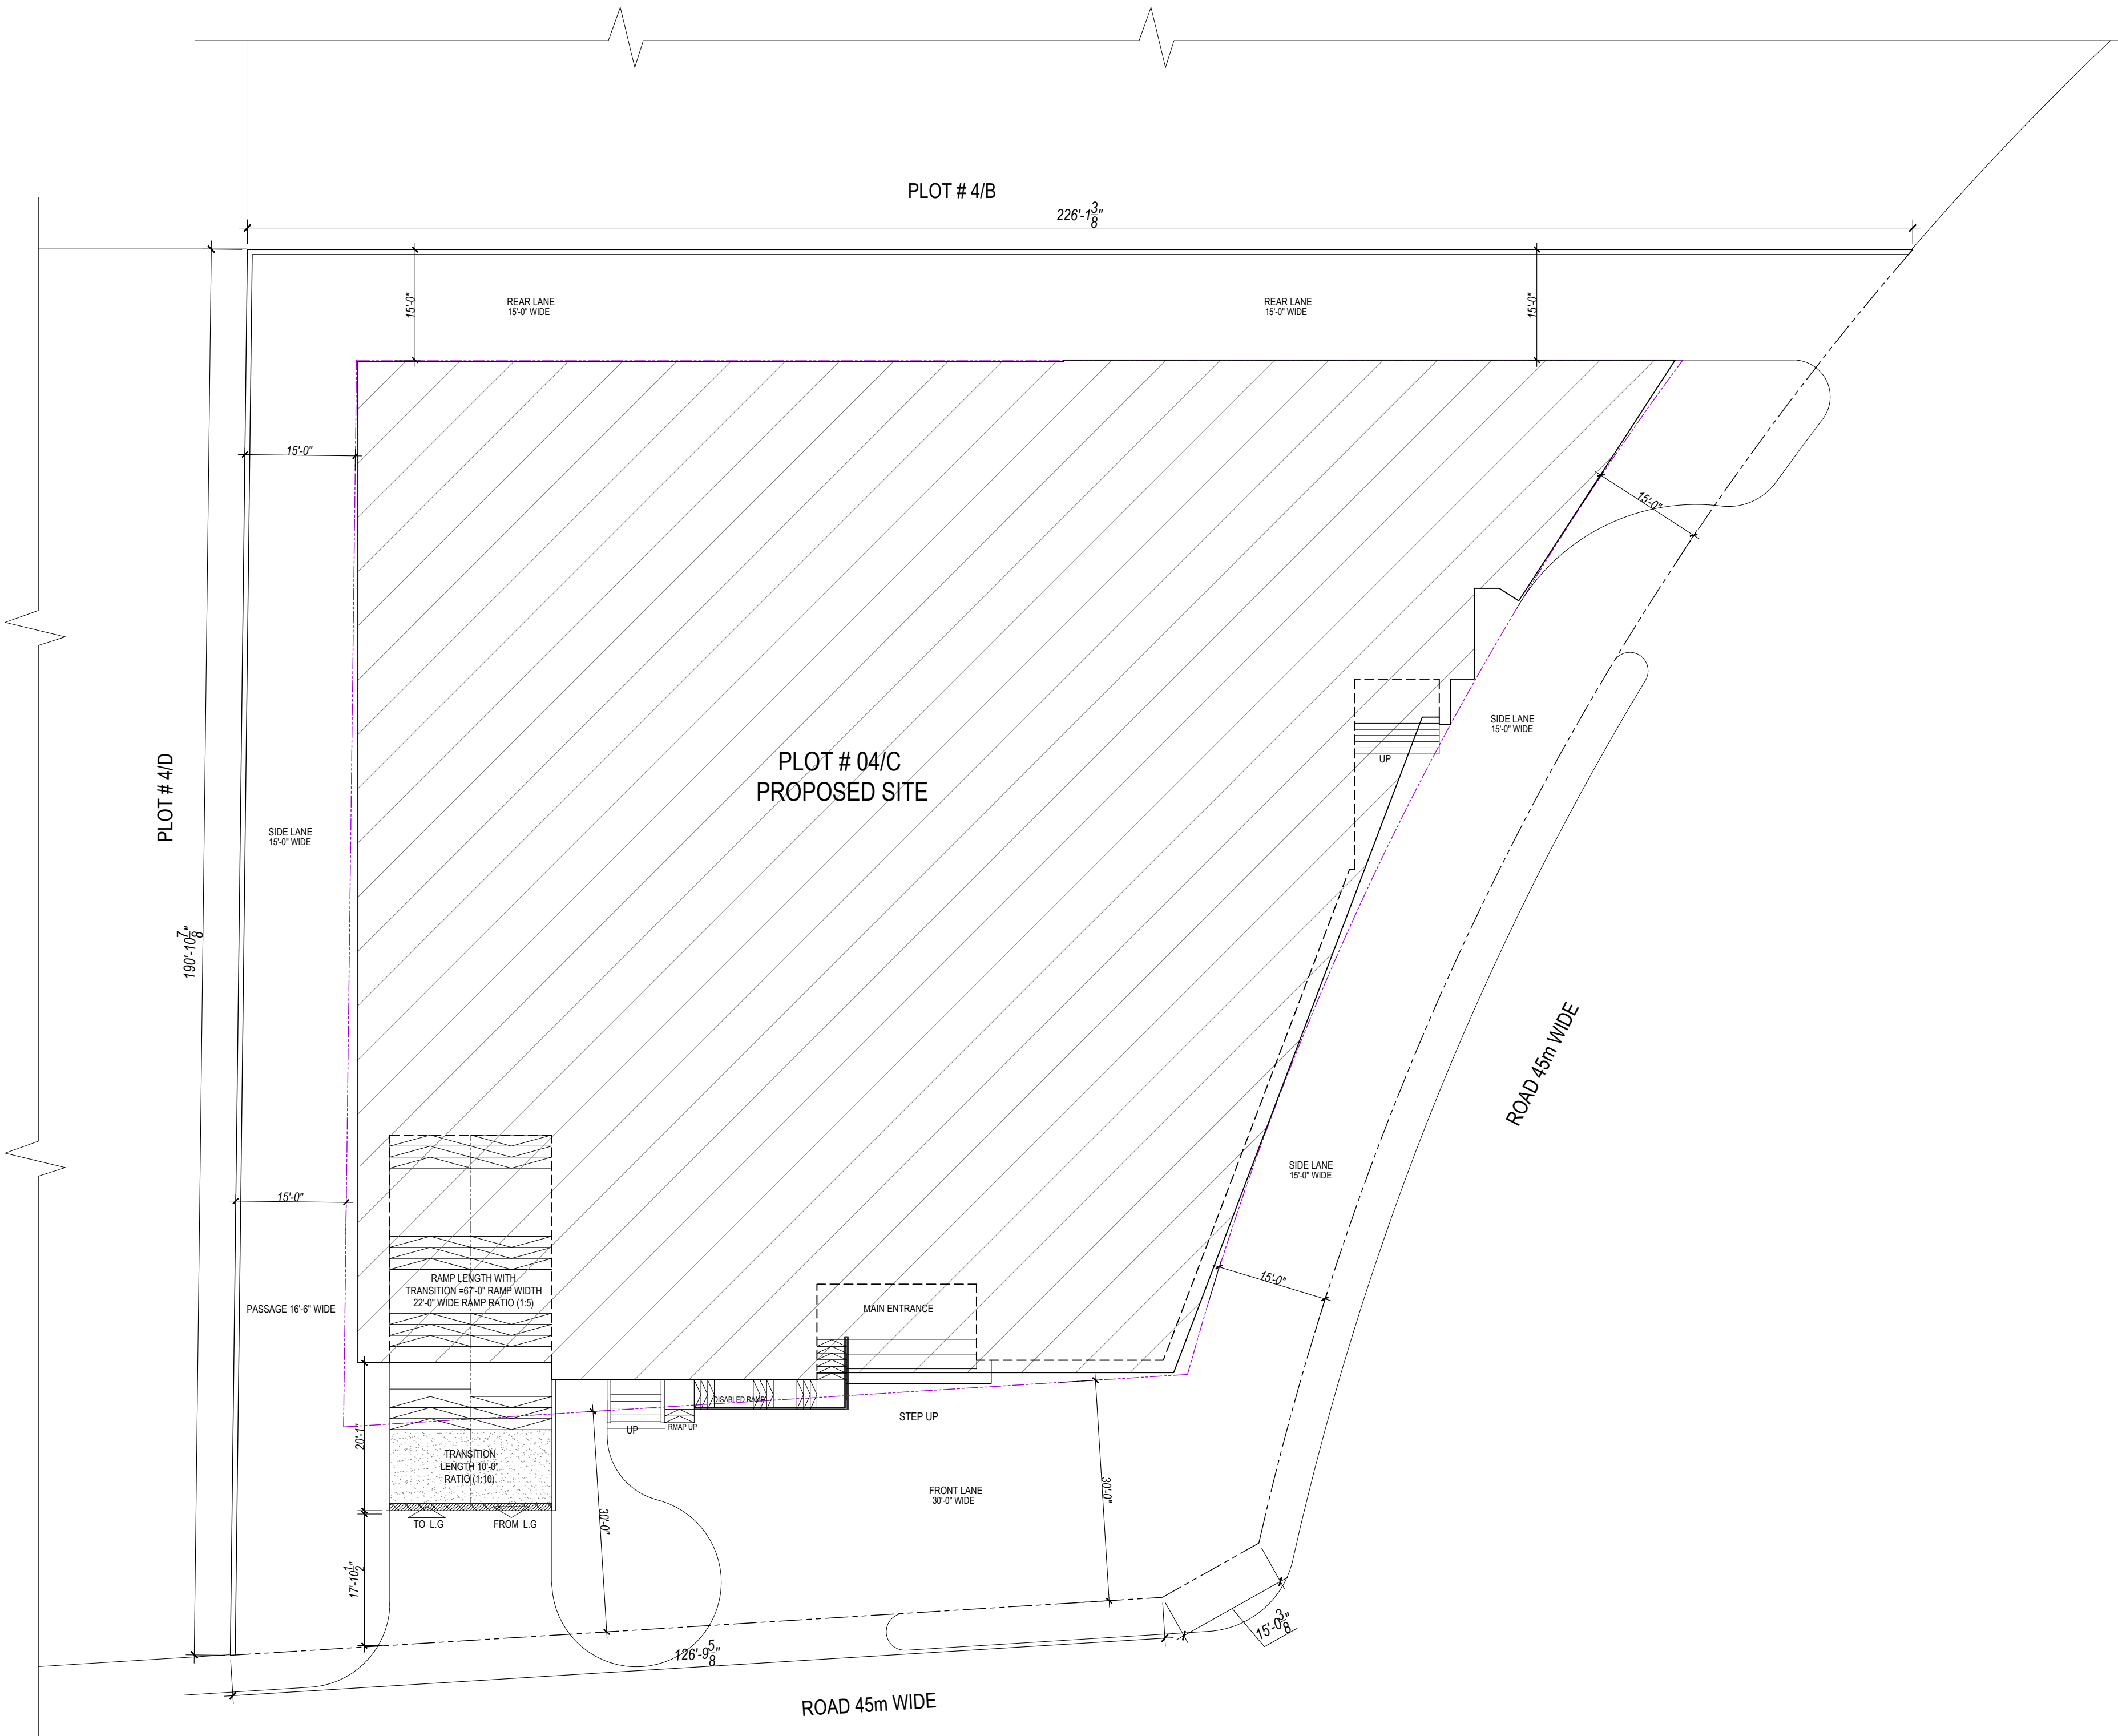 PLOT # 4/B
226'-1 3/8"
15'-0"
REAR LANE
15'-0" WIDE
REAR LANE
15'-0" WIDE
15'-0"
15'-0"
15'-0"
PLOT # 4/D
190'-10 7/8"
SIDE LANE
15'-0" WIDE
PLOT # 04/C
PROPOSED SITE
UP
SIDE LANE
15'-0" WIDE
ROAD 45m WIDE
SIDE LANE
15'-0" WIDE
15'-0"
15'-0"
PASSAGE 16'-6" WIDE
RAMP LENGTH WITH
TRANSITION =67'-0" RAMP WIDTH
22'-0" WIDE RAMP RATIO (1:5)
MAIN ENTRANCE
DISABLED RAMP
STEP UP
UP
RMAP UP
20'-1"
TRANSITION
LENGTH 10'-0"
RATIO (1:10)
TO L.G
FROM L.G
FRONT LANE
30'-0" WIDE
30'-0"
30'-0"
17'-10 1/2"
15'-0 3/8"
126'-9 5/8"
ROAD 45m WIDE